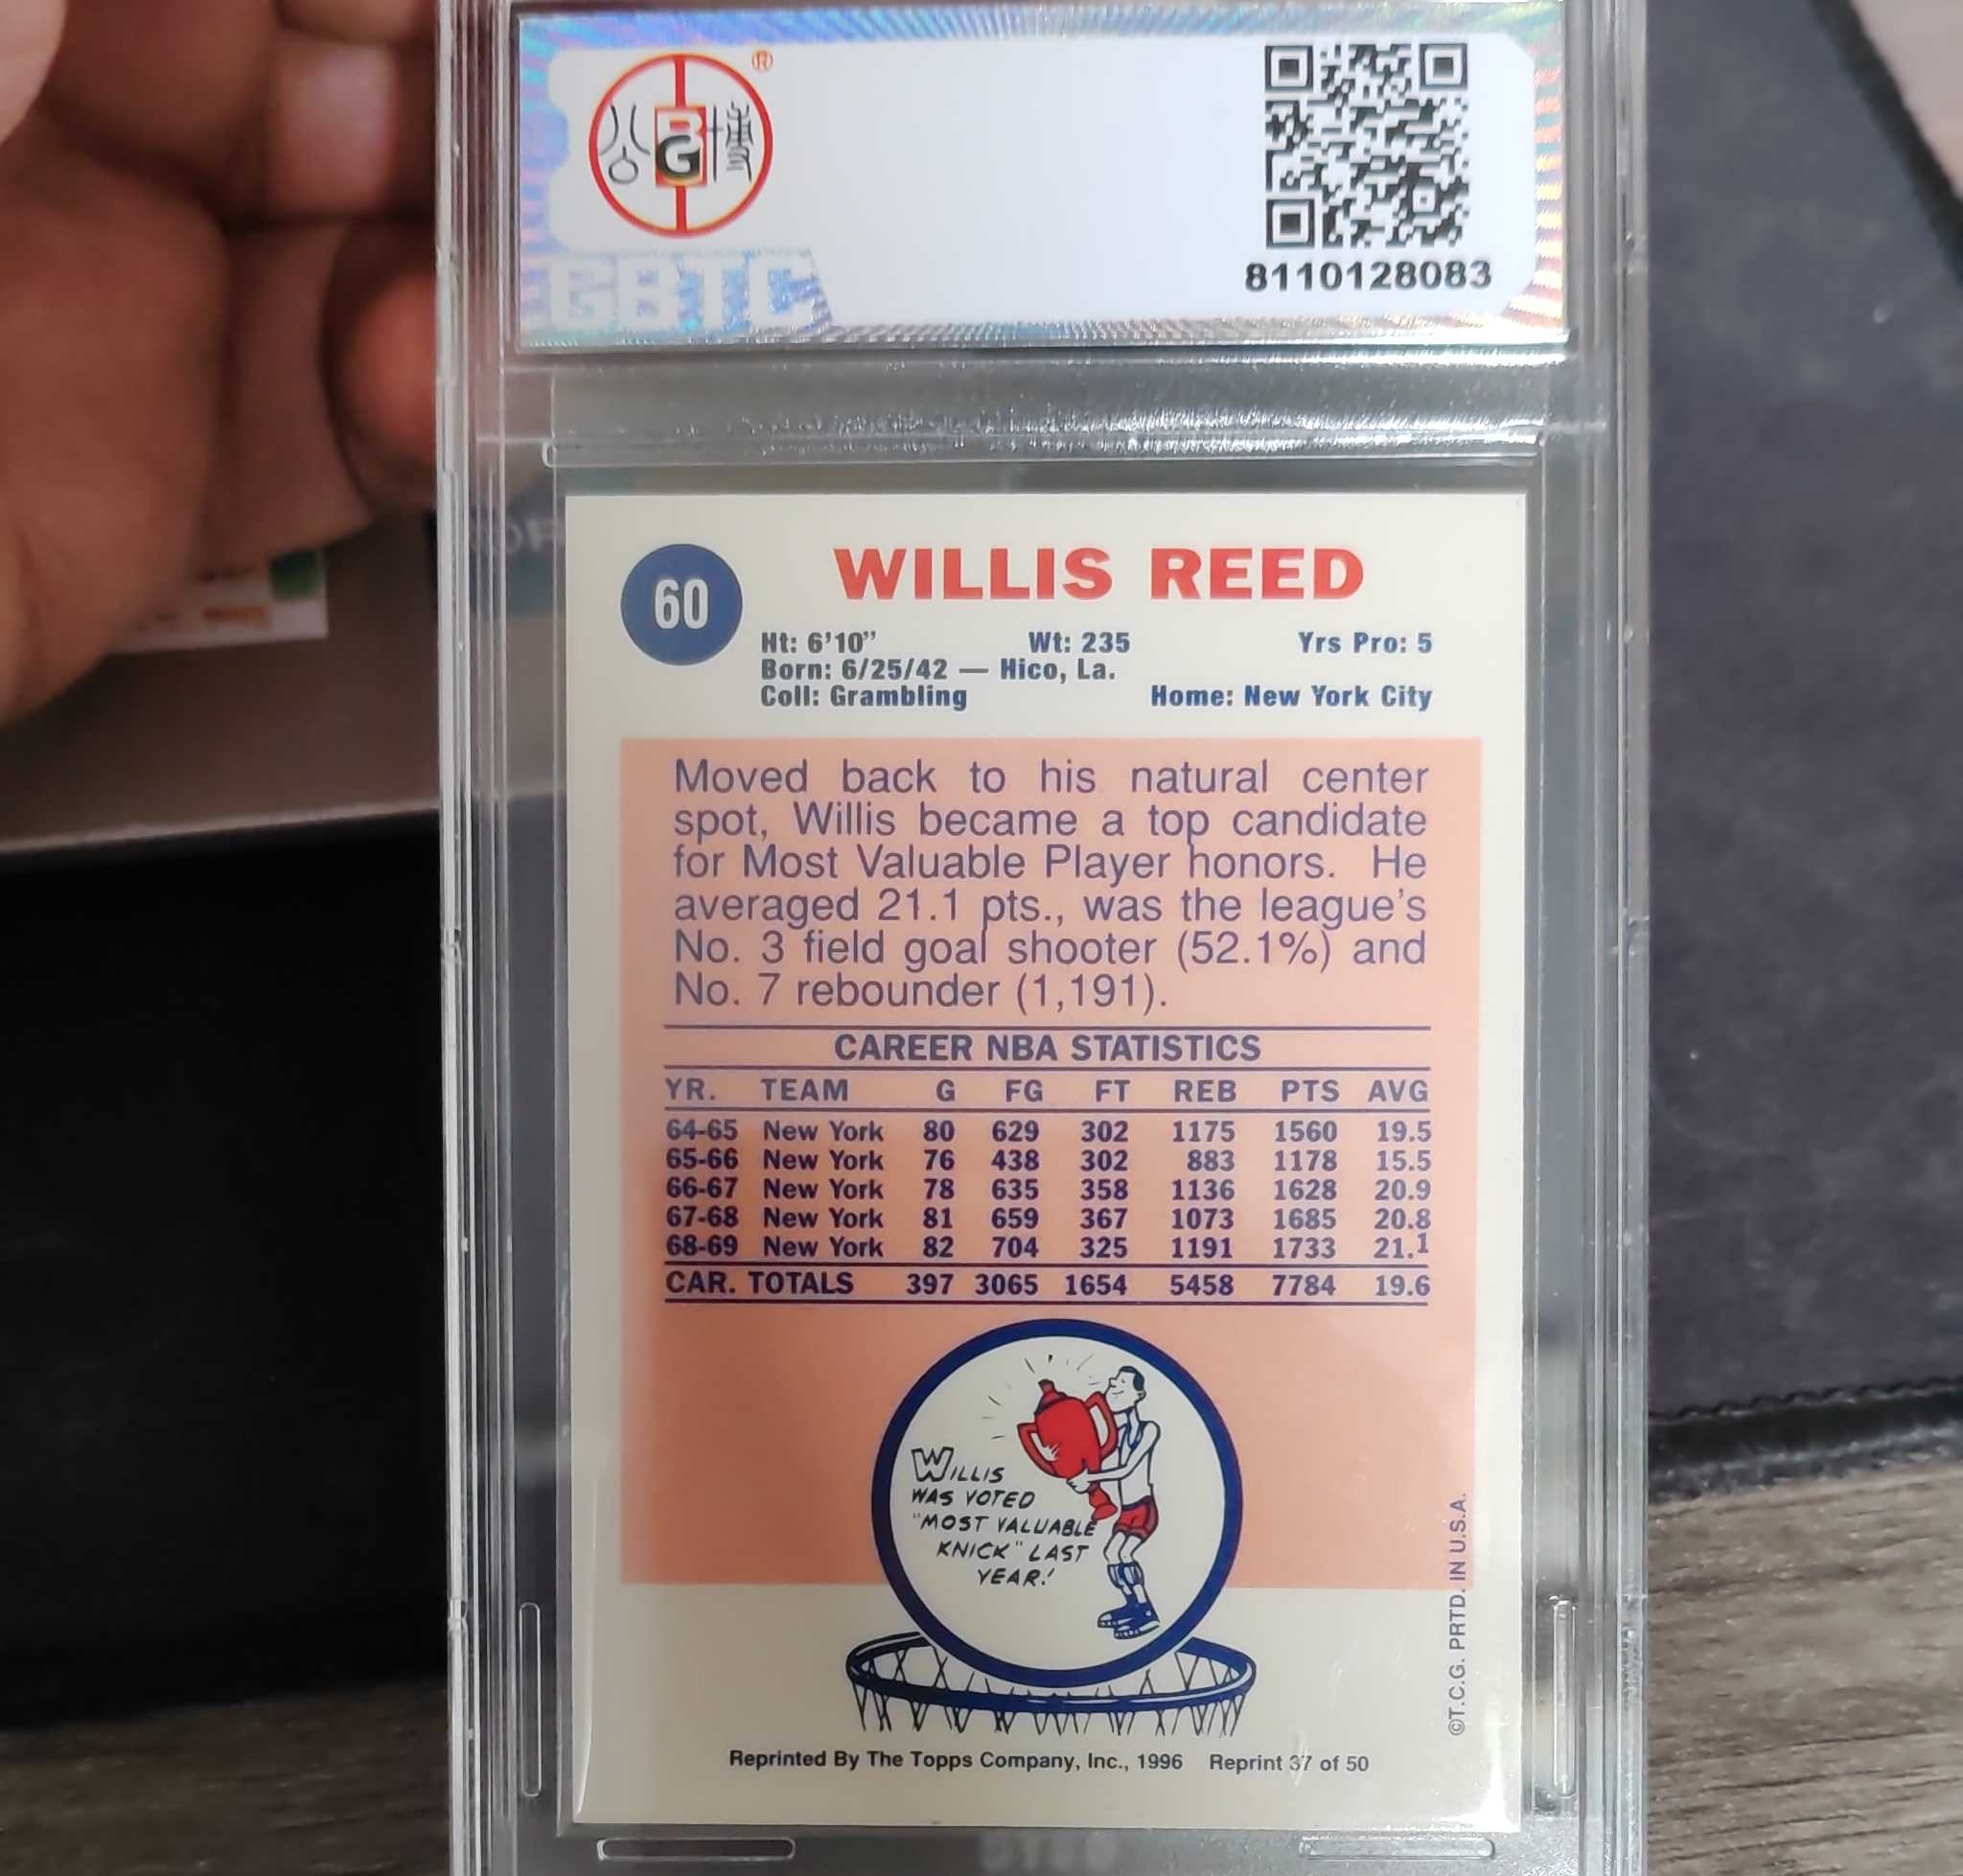 公 BG 博 ®
GBTC
8110128083
60
WILLIS REED
Ht: 6'10” Wt: 235 Yrs Pro: 5
Born: 6/25/42 — Hico, La.
Coll: Grambling Home: New York City
Moved back to his natural center
spot, Willis became a top candidate
for Most Valuable Player honors. He
averaged 21.1 pts., was the league's
No. 3 field goal shooter (52.1%) and
No. 7 rebounder (1,191).
CAREER NBA STATISTICS
YR. TEAM G FG FT REB PTS AVG
64-65 New York 80 629 302 1175 1560 19.5
65-66 New York 76 438 302 883 1178 15.5
66-67 New York 78 635 358 1136 1628 20.9
67-68 New York 81 659 367 1073 1685 20.8
68-69 New York 82 704 325 1191 1733 21.1
CAR. TOTALS 397 3065 1654 5458 7784 19.6
WILLIS
WAS VOTED
"MOST VALUABLE
KNICK" LAST
YEAR!
©T.C.G. PRTD. IN U.S.A.
Reprinted By The Topps Company, Inc., 1996 Reprint 37 of 50